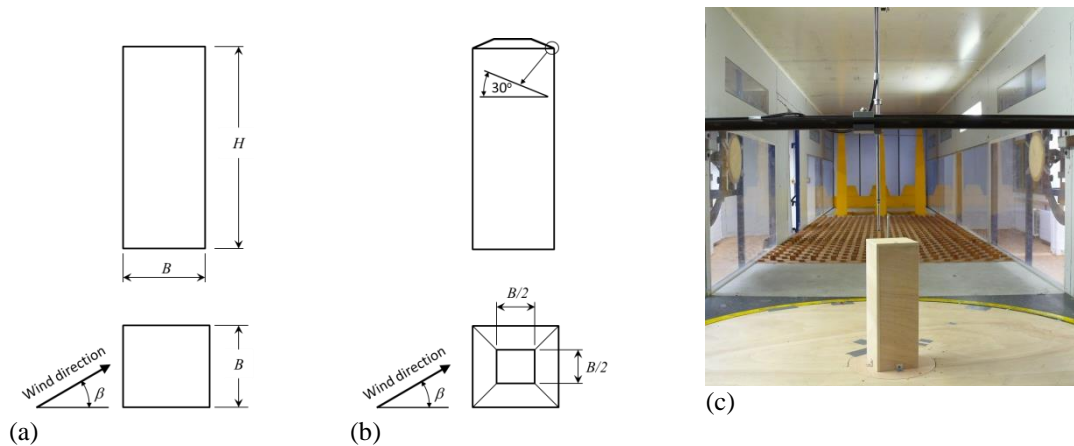 H
B
B
Wind direction
β
(a)
30°
B/2
B/2
Wind direction
β
(b)
(c)